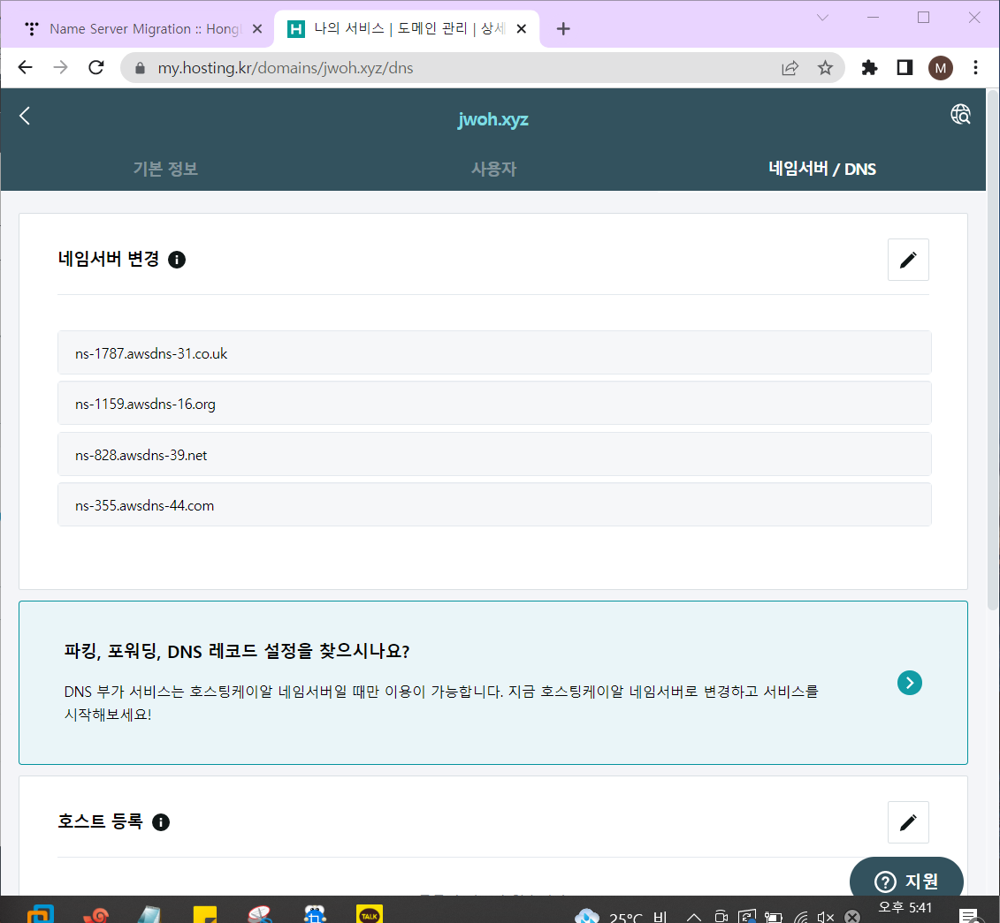 Name Server Migration :: Hong
나의 서비스 | 도메인 관리 | 상세
my.hosting.kr/domains/jwoh.xyz/dns
M
jwoh.xyz
기본 정보
사용자
네임서버 / DNS
네임서버 변경
ns-1787.awsdns-31.co.uk
ns-1159.awsdns-16.org
ns-828.awsdns-39.net
ns-355.awsdns-44.com
파킹, 포워딩, DNS 레코드 설정을 찾으시나요?
DNS 부가 서비스는 호스팅케이알 네임서버일 때만 이용이 가능합니다. 지금 호스팅케이알 네임서버로 변경하고 서비스를
시작해보세요!
호스트 등록
지원
TALK
25°C 비
오후 5:41